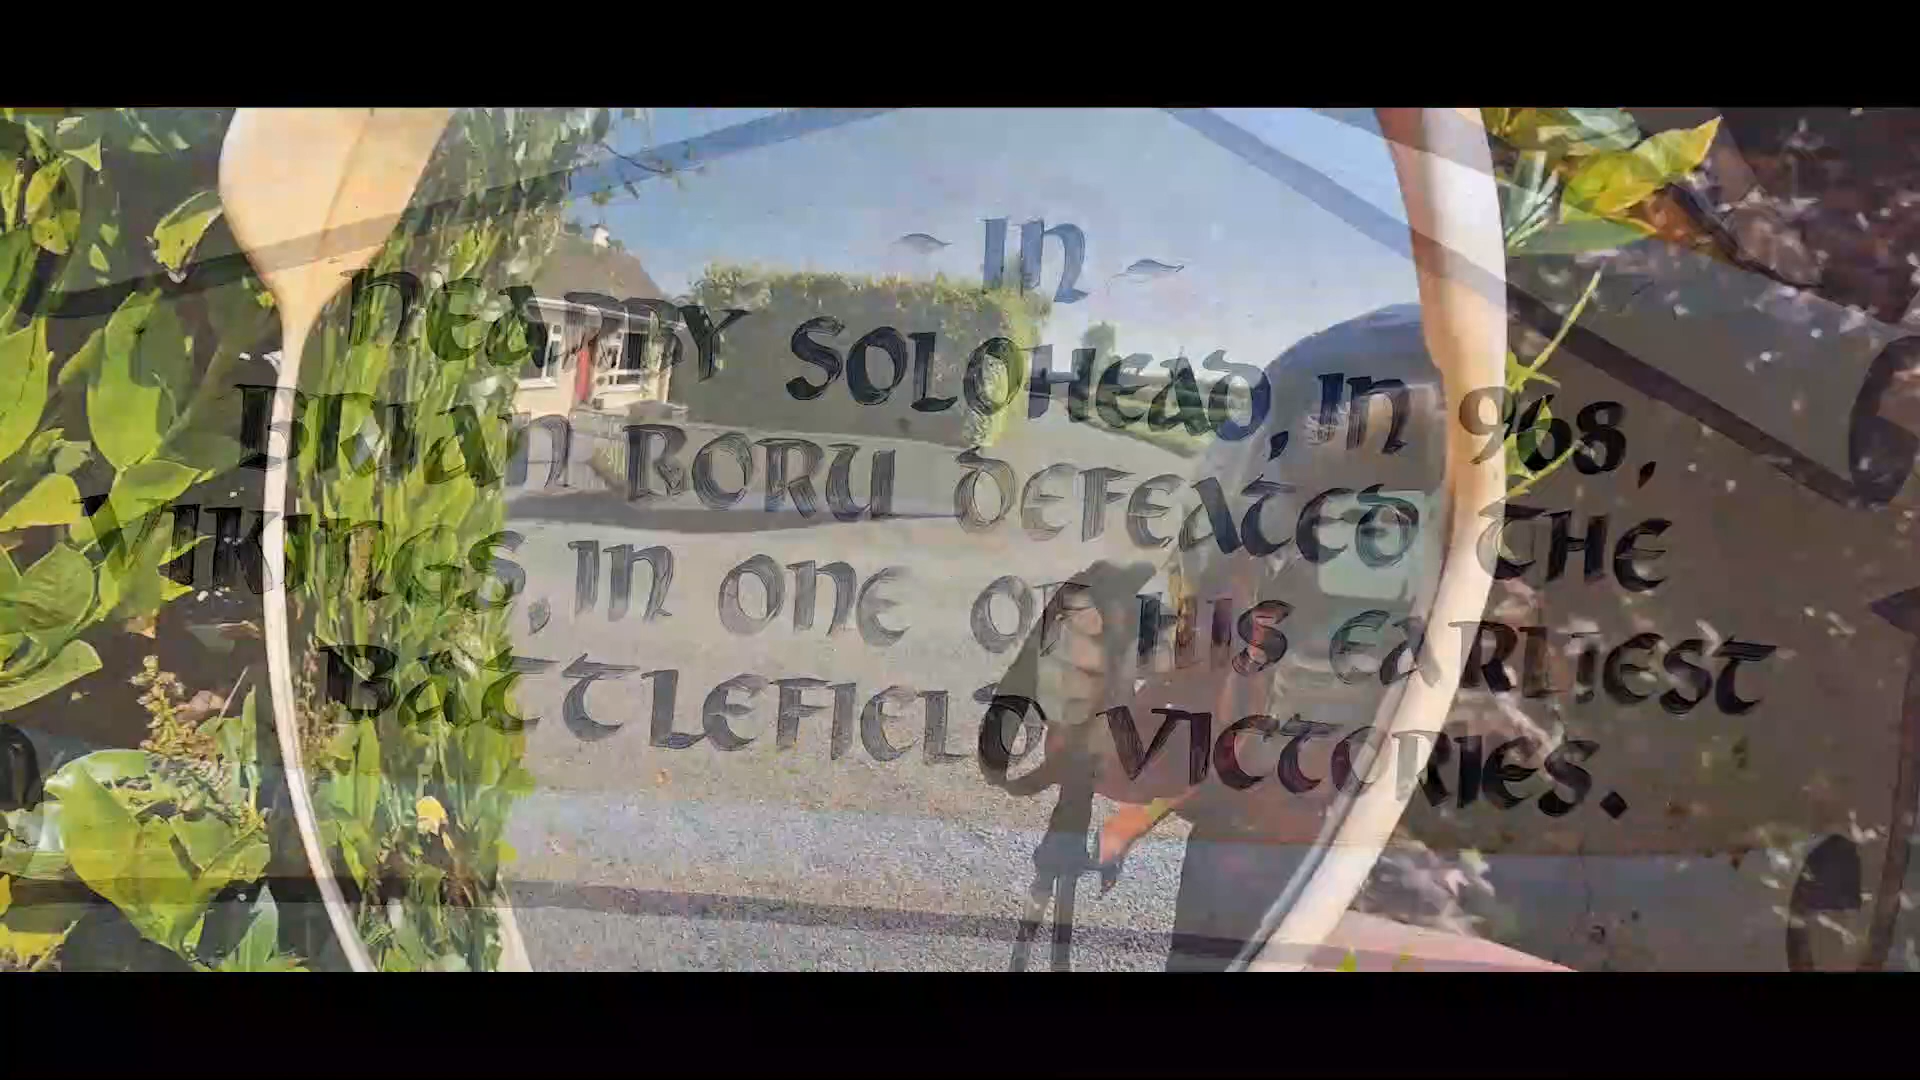 - IN -
NEARBY SOLOHEAD, IN 968,
BRIAN BORU DEFEATED THE
VIKINGS, IN ONE OF HIS EARLIEST
BATTLEFIELD VICTORIES.